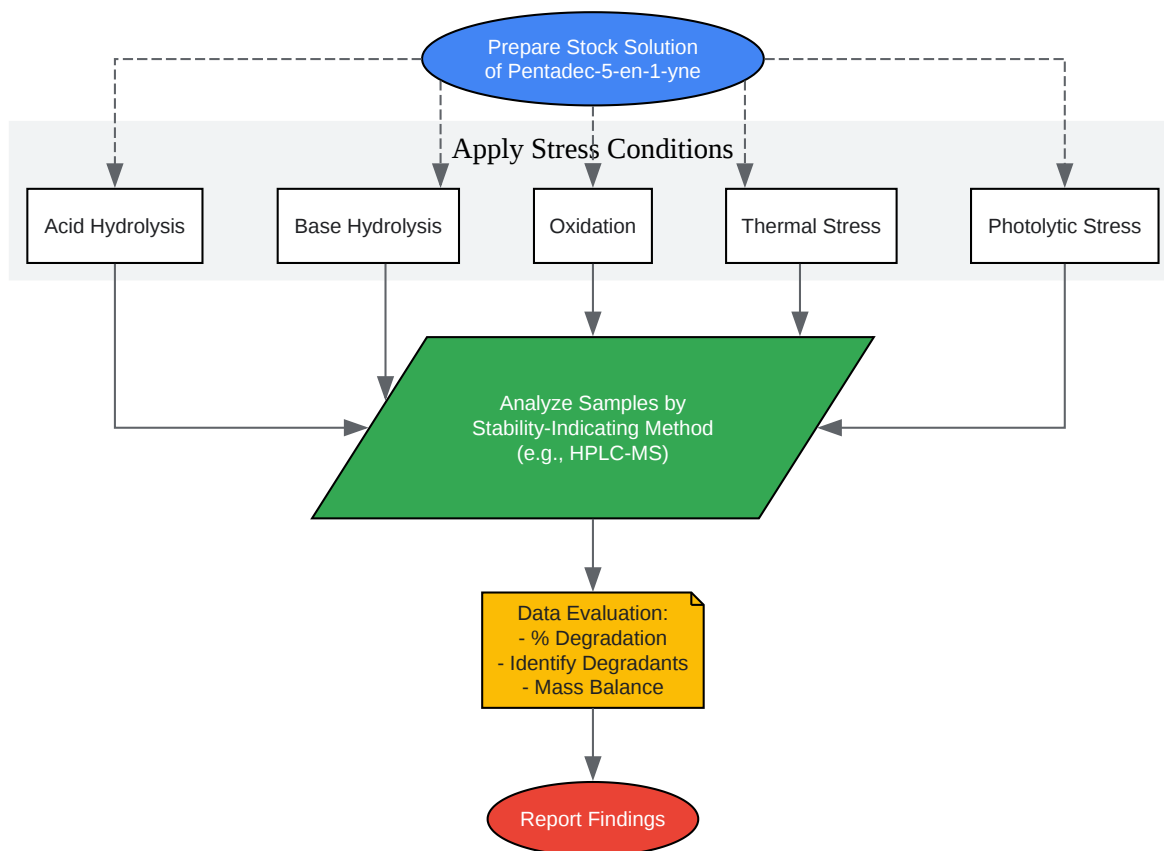 Prepare Stock Solution
of Pentadec-5-en-1-yne
Apply Stress Conditions
Acid Hydrolysis
Base Hydrolysis
Oxidation
Thermal Stress
Photolytic Stress
Analyze Samples by
Stability-Indicating Method
(e.g., HPLC-MS)
Data Evaluation:
- % Degradation
- Identify Degradants
- Mass Balance
Report Findings